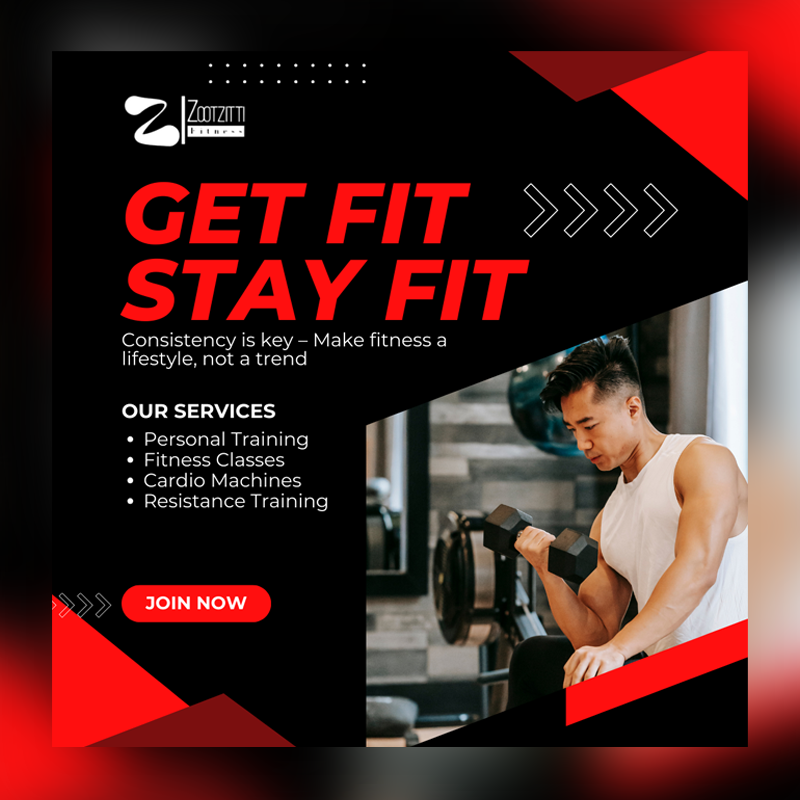 Zootzitti
Fitness
GET FIT
STAY FIT
Consistency is key – Make fitness a
lifestyle, not a trend
OUR SERVICES
• Personal Training
• Fitness Classes
• Cardio Machines
• Resistance Training
JOIN NOW